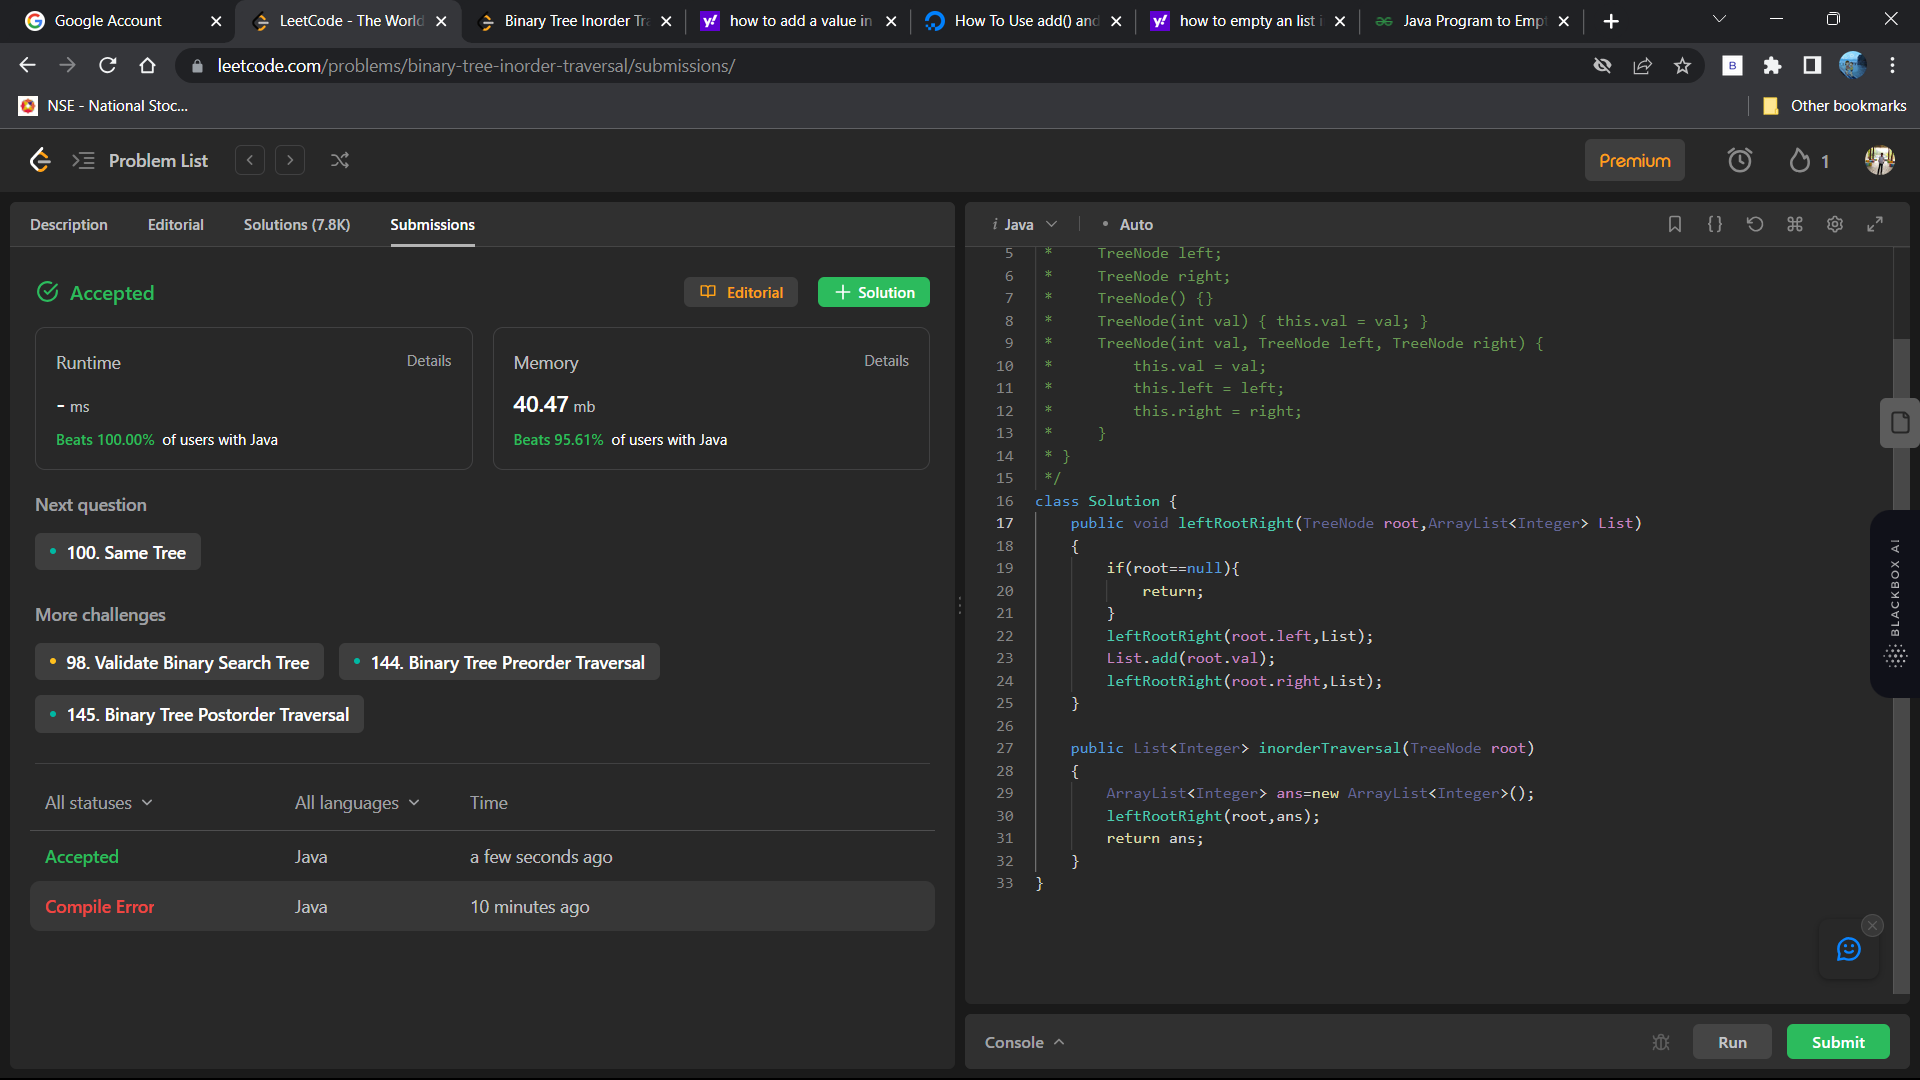 Google Account
LeetCode - The World
Binary Tree Inorder Tr
how to add a value in
How To Use add() and
how to empty an list i
Java Program to Emp
leetcode.com/problems/binary-tree-inorder-traversal/submissions/
B
NSE - National Stoc...
Other bookmarks
Problem List
Premium
1
Description
Editorial
Solutions (7.8K)
Submissions
Accepted
Editorial
+ Solution
Runtime
Details
- ms
Beats 100.00% of users with Java
Memory
Details
40.47 mb
Beats 95.61% of users with Java
Next question
• 100. Same Tree
More challenges
• 98. Validate Binary Search Tree
• 144. Binary Tree Preorder Traversal
• 145. Binary Tree Postorder Traversal
All statuses
All languages
Time
Accepted
Java
a few seconds ago
Compile Error
Java
10 minutes ago
i Java
• Auto
5 *     TreeNode left;
6 *     TreeNode right;
7 *     TreeNode() {}
8 *     TreeNode(int val) { this.val = val; }
9 *     TreeNode(int val, TreeNode left, TreeNode right) {
10 *         this.val = val;
11 *         this.left = left;
12 *         this.right = right;
13 *     }
14 * }
15 */
16 class Solution {
17     public void leftRootRight(TreeNode root,ArrayList<Integer> List)
18     {
19         if(root==null){
20             return;
21         }
22         leftRootRight(root.left,List);
23         List.add(root.val);
24         leftRootRight(root.right,List);
25     }
26
27     public List<Integer> inorderTraversal(TreeNode root)
28     {
29         ArrayList<Integer> ans=new ArrayList<Integer>();
30         leftRootRight(root,ans);
31         return ans;
32     }
33 }
BLACKBOX AI
Console
Run
Submit